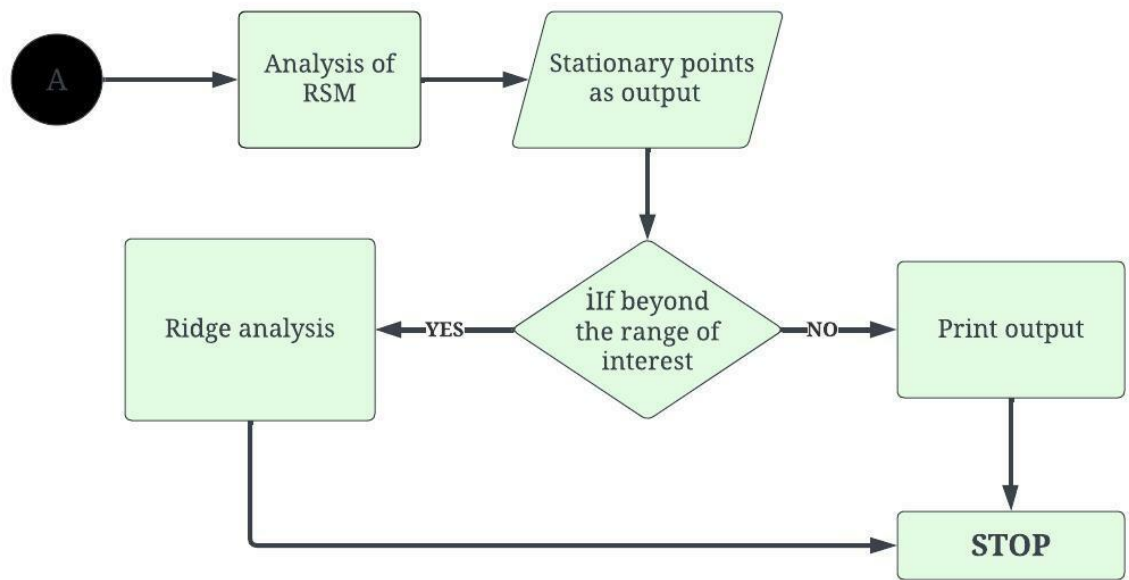 A
Analysis of
RSM
Stationary points
as output
iIf beyond
the range of
interest
YES
NO
Ridge analysis
Print output
STOP